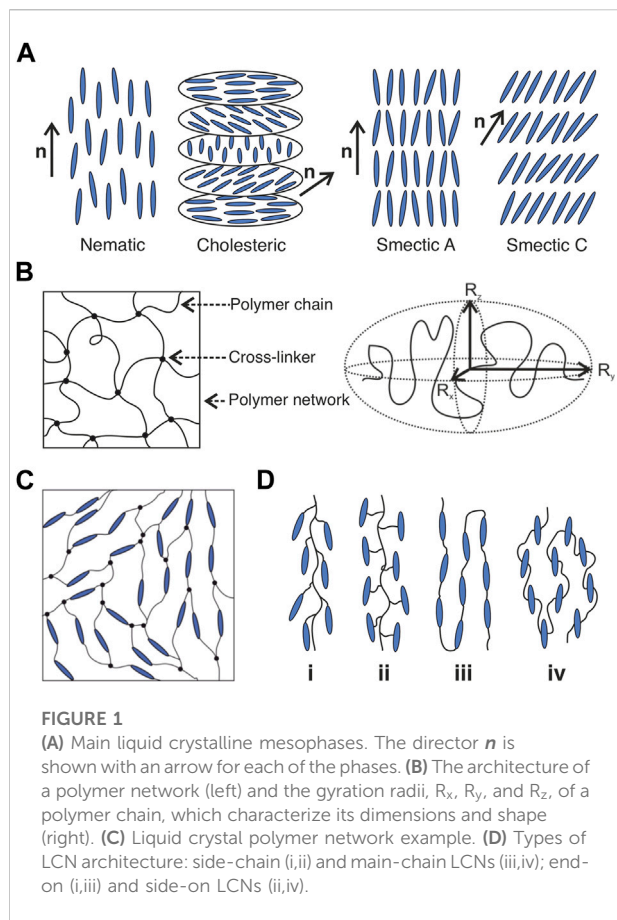 A
n
n
n
n
Nematic Cholesteric Smectic A Smectic C
B
Polymer chain
Cross-linker
Polymer network
Rz
Rx
Ry
C
D
i ii iii iv
FIGURE 1
(A) Main liquid crystalline mesophases. The director n is
shown with an arrow for each of the phases. (B) The architecture of
a polymer network (left) and the gyration radii, Rx, Ry, and Rz, of a
polymer chain, which characterize its dimensions and shape
(right). (C) Liquid crystal polymer network example. (D) Types of
LCN architecture: side-chain (i,ii) and main-chain LCNs (iii,iv); end-
on (i,iii) and side-on LCNs (ii,iv).